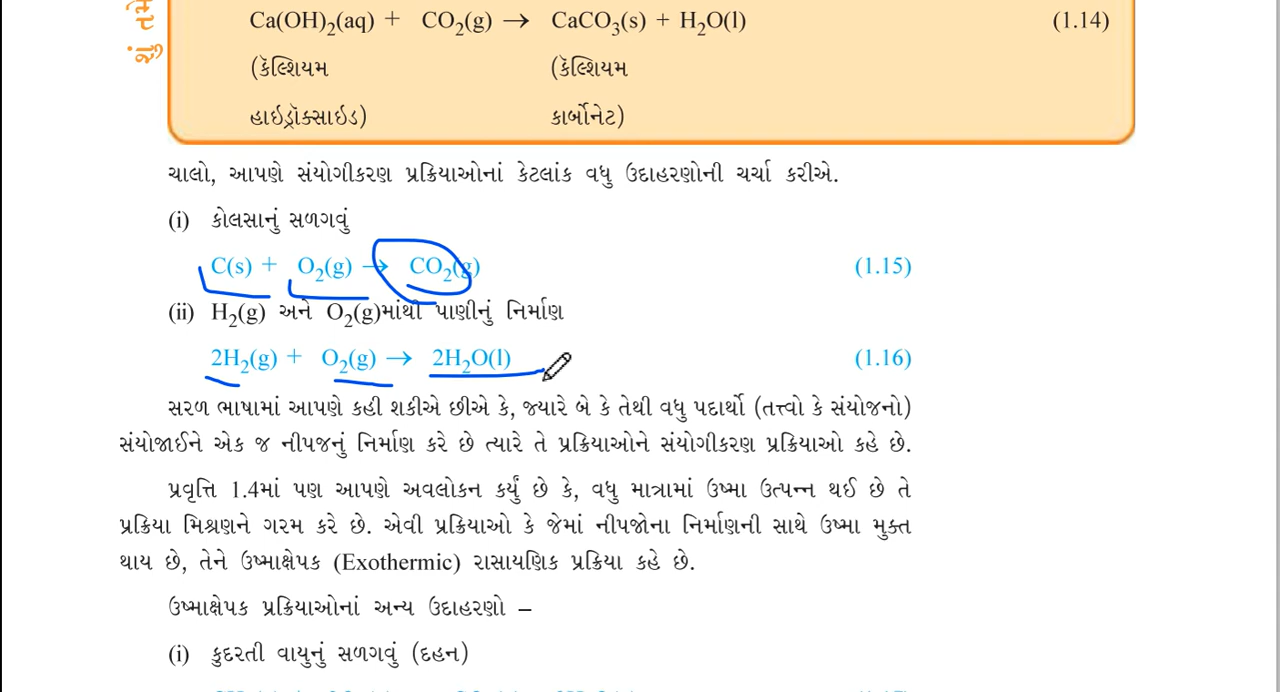 શું તમે
Ca(OH)₂(aq) + CO₂(g) → CaCO₃(s) + H₂O(l) (1.14)
(કૅલ્શિયમ (કૅલ્શિયમ
હાઇડ્રૉક્સાઇડ) કાર્બોનેટ)
ચાલો, આપણે સંયોગીકરણ પ્રક્રિયાઓનાં કેટલાંક વધુ ઉદાહરણોની ચર્ચા કરીએ.
(i) કોલસાનું સળગવું
C(s) + O₂(g) → CO₂(g) (1.15)
(ii) H₂(g) અને O₂(g)માંથી પાણીનું નિર્માણ
2H₂(g) + O₂(g) → 2H₂O(l) (1.16)
સરળ ભાષામાં આપણે કહી શકીએ છીએ કે, જ્યારે બે કે તેથી વધુ પદાર્થો (તત્ત્વો કે સંયોજનો)
સંયોજાઈને એક જ નીપજનું નિર્માણ કરે છે ત્યારે તે પ્રક્રિયાઓને સંયોગીકરણ પ્રક્રિયાઓ કહે છે.
પ્રવૃત્તિ 1.4માં પણ આપણે અવલોકન કર્યું છે કે, વધુ માત્રામાં ઉષ્મા ઉત્પન્ન થઈ છે તે
પ્રક્રિયા મિશ્રણને ગરમ કરે છે. એવી પ્રક્રિયાઓ કે જેમાં નીપજોના નિર્માણની સાથે ઉષ્મા મુક્ત
થાય છે, તેને ઉષ્માક્ષેપક (Exothermic) રાસાયણિક પ્રક્રિયા કહે છે.
ઉષ્માક્ષેપક પ્રક્રિયાઓનાં અન્ય ઉદાહરણો –
(i) કુદરતી વાયુનું સળગવું (દહન)